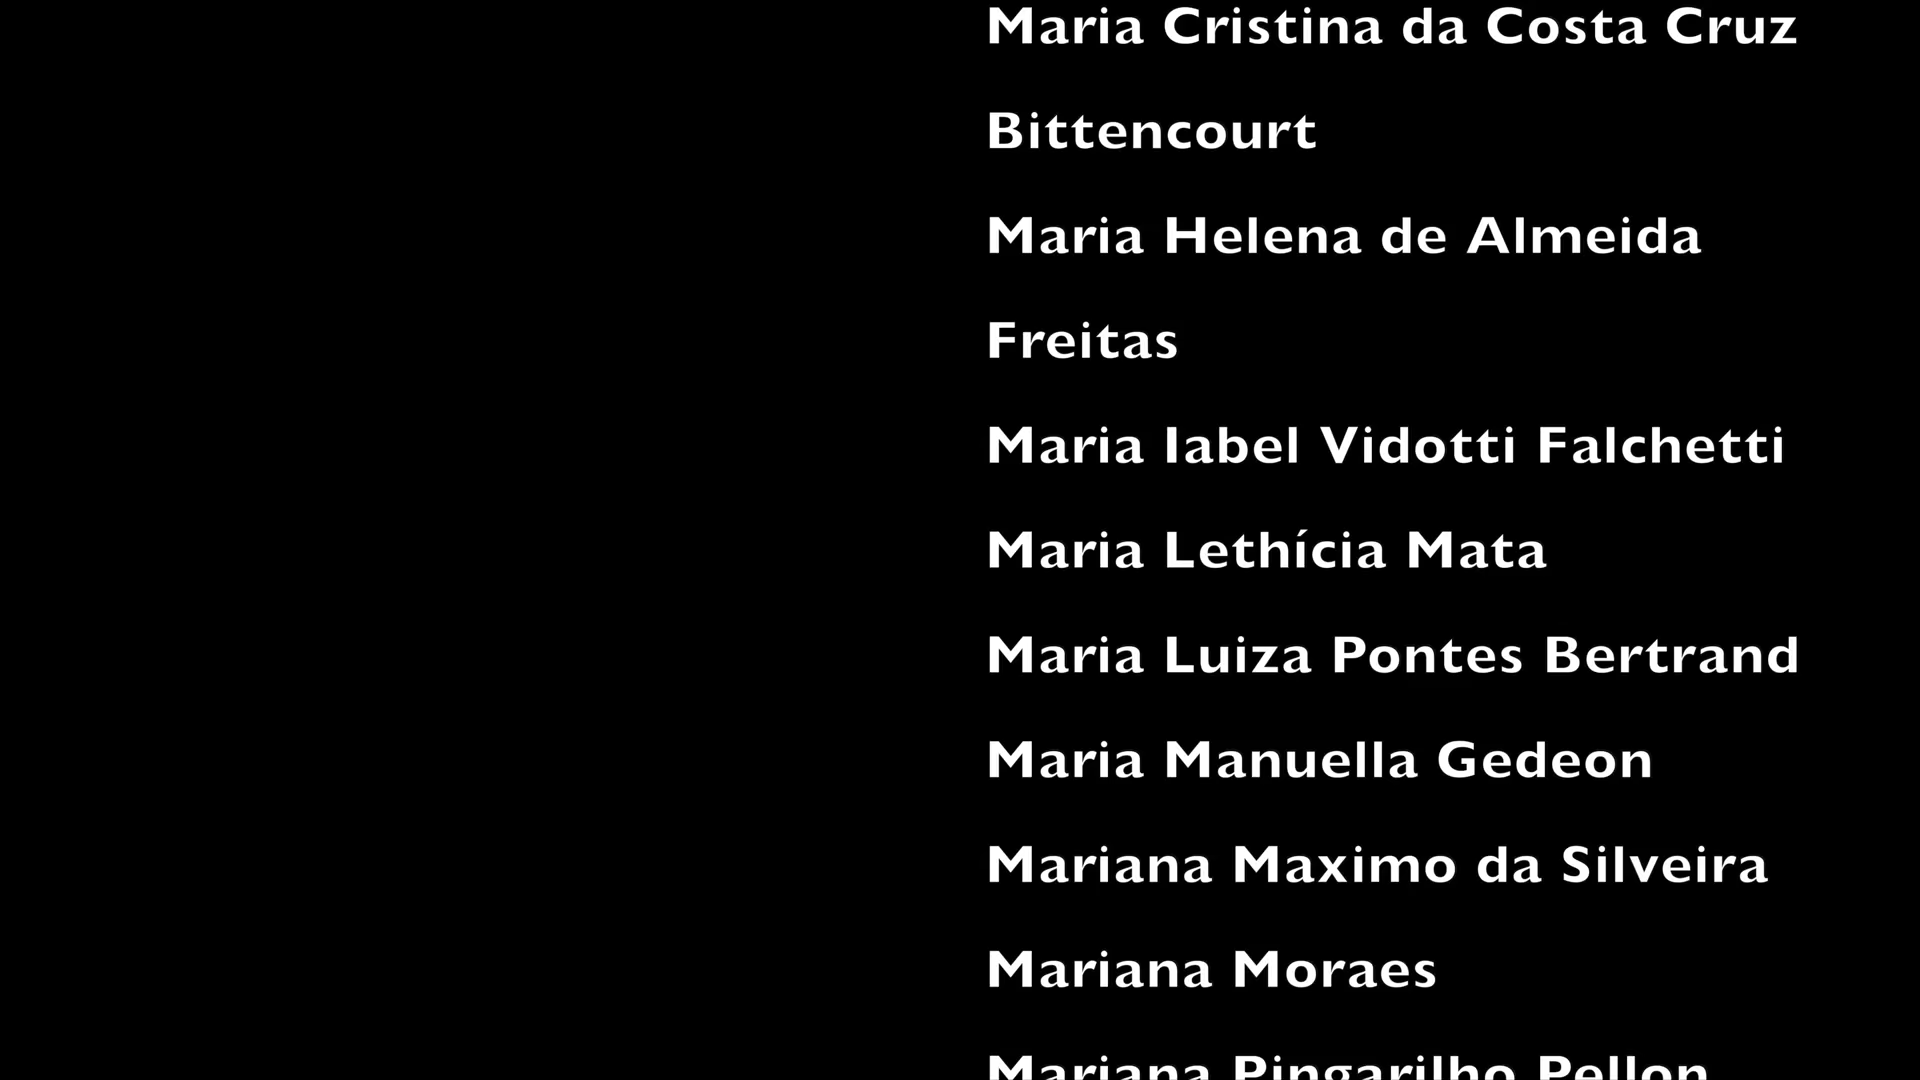 Maria Cristina da Costa Cruz
Bittencourt
Maria Helena de Almeida
Freitas
Maria Iabel Vidotti Falchetti
Maria Lethícia Mata
Maria Luiza Pontes Bertrand
Maria Manuella Gedeon
Mariana Maximo da Silveira
Mariana Moraes
Mariana Pingarilho Pellon